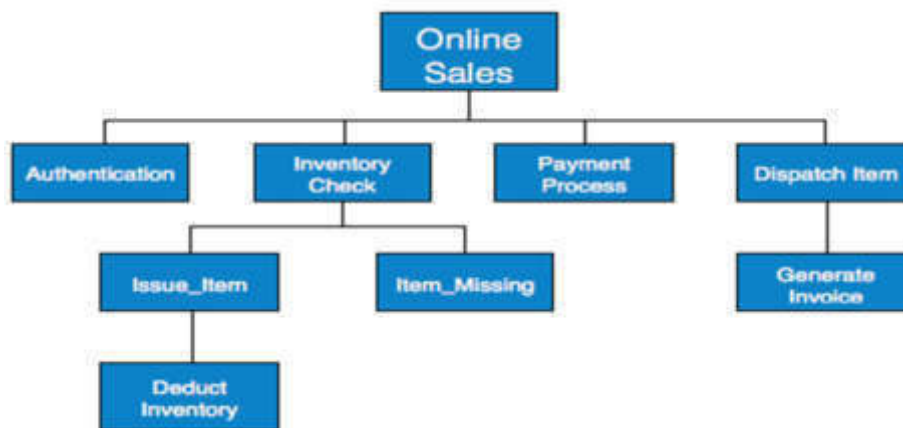 Online
Sales
Authentication
Inventory
Check
Payment
Process
Dispatch Item
Issue_Item
Item_Missing
Generate
Invoice
Deduct
Inventory